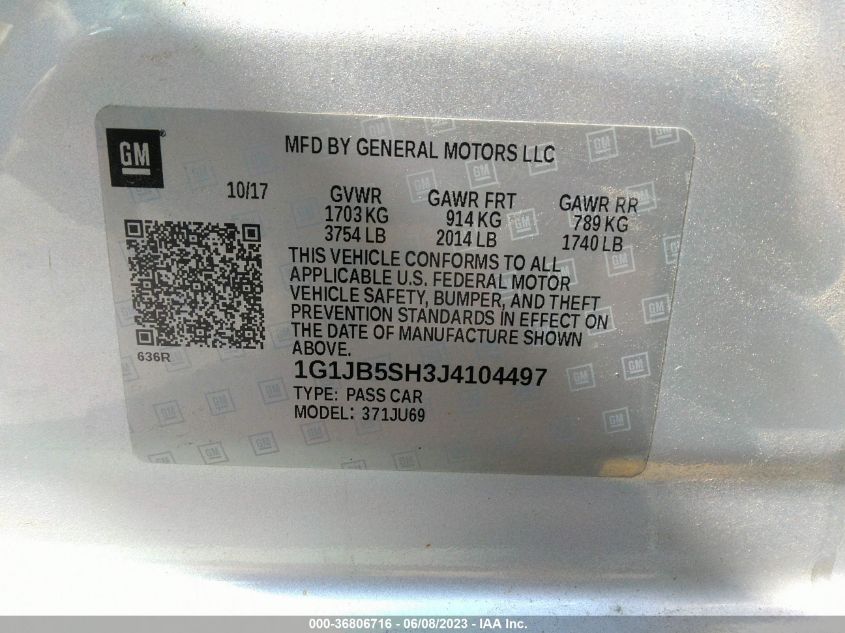 GM ®
MFD BY GENERAL MOTORS LLC
10/17 GVWR GAWR FRT GAWR RR
1703 KG 914 KG 789 KG
3754 LB 2014 LB 1740 LB
THIS VEHICLE CONFORMS TO ALL
APPLICABLE U.S. FEDERAL MOTOR
VEHICLE SAFETY, BUMPER, AND THEFT
PREVENTION STANDARDS IN EFFECT ON
THE DATE OF MANUFACTURE SHOWN
ABOVE.
636R
1G1JB5SH3J4104497
TYPE: PASS CAR
MODEL: 371JU69
000-36806716 - 06/08/2023 - IAA Inc.